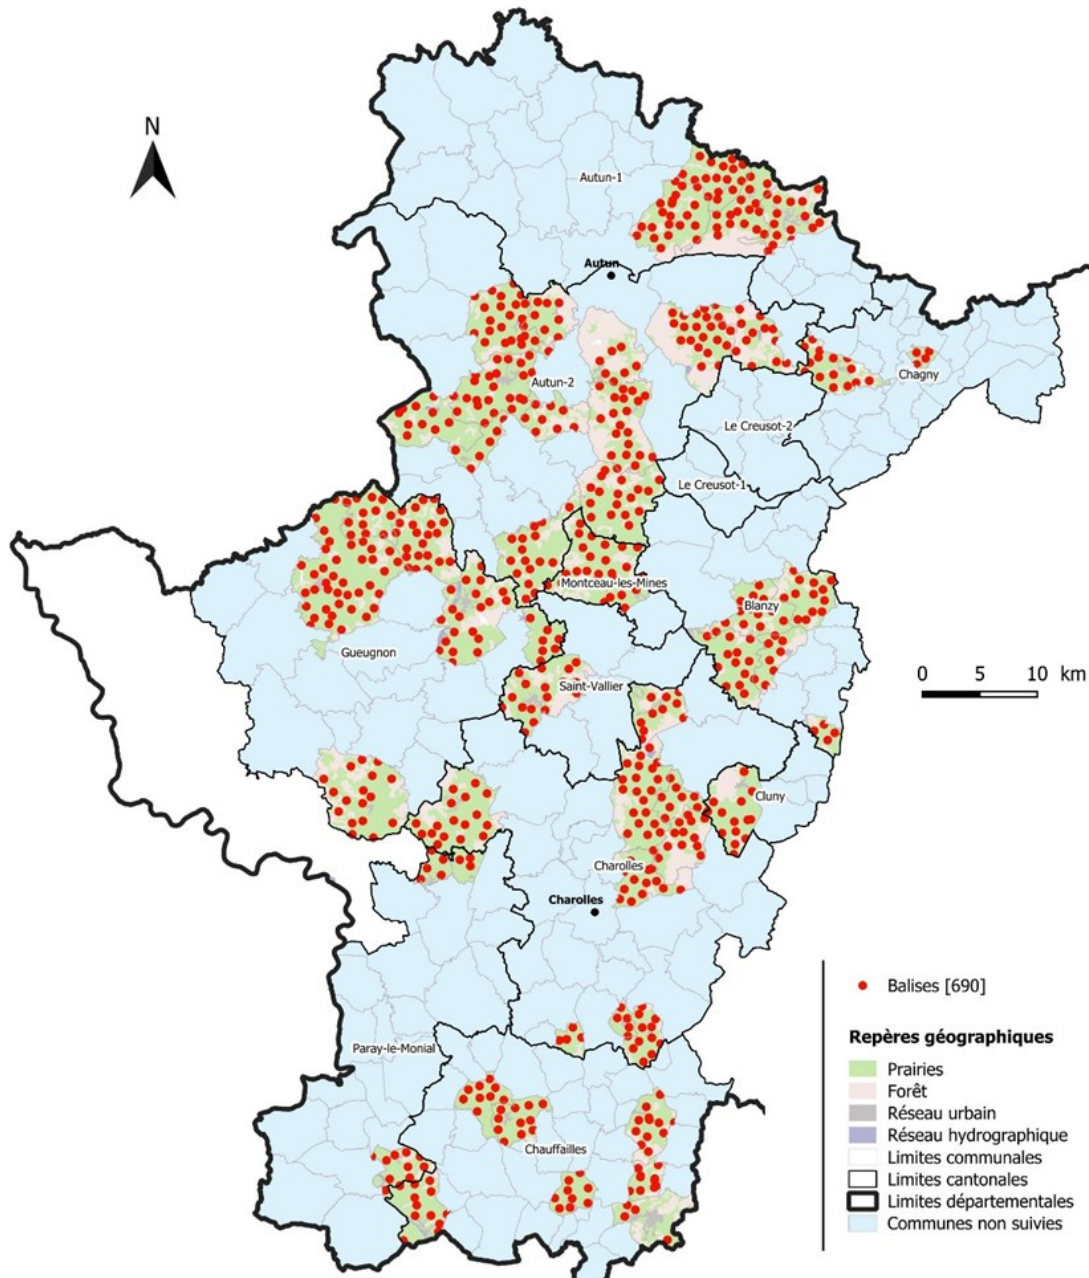 N
Autun-1
Autun
Autun-2
Chagny
Le Creusot-2
Le Creusot-1
Montceau-les-Mines
Blanzy
Gueugnon
0 5 10 km
Saint-Vallier
Cluny
Charolles
Charolles
Balises [690]
Repères géographiques
Paray-le-Monial
Prairies
Forêt
Réseau urbain
Réseau hydrographique
Chauffailles
Limites communales
Limites cantonales
Limites départementales
Communes non suivies